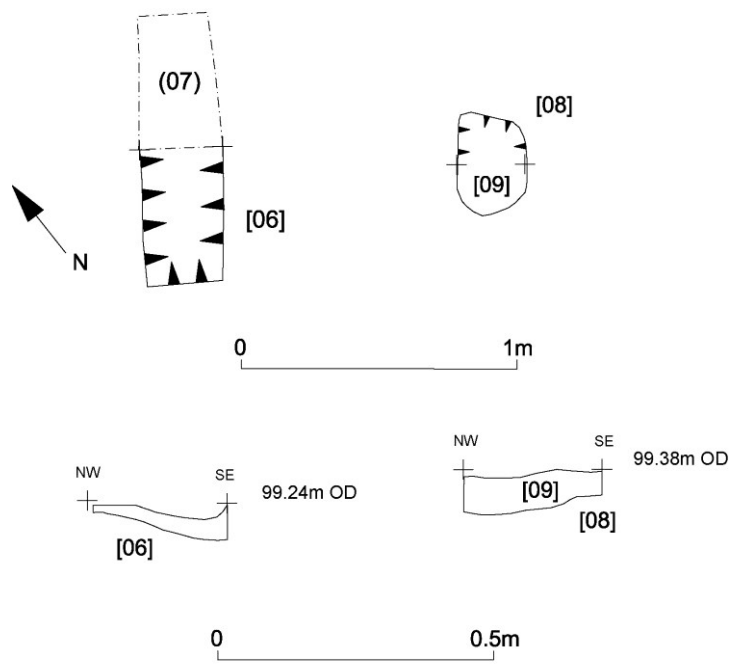 (07)
[08]
[09]
[06]
N
0 1m
NW SE 99.38m OD
NW SE 99.24m OD
[09]
[08]
[06]
0 0.5m